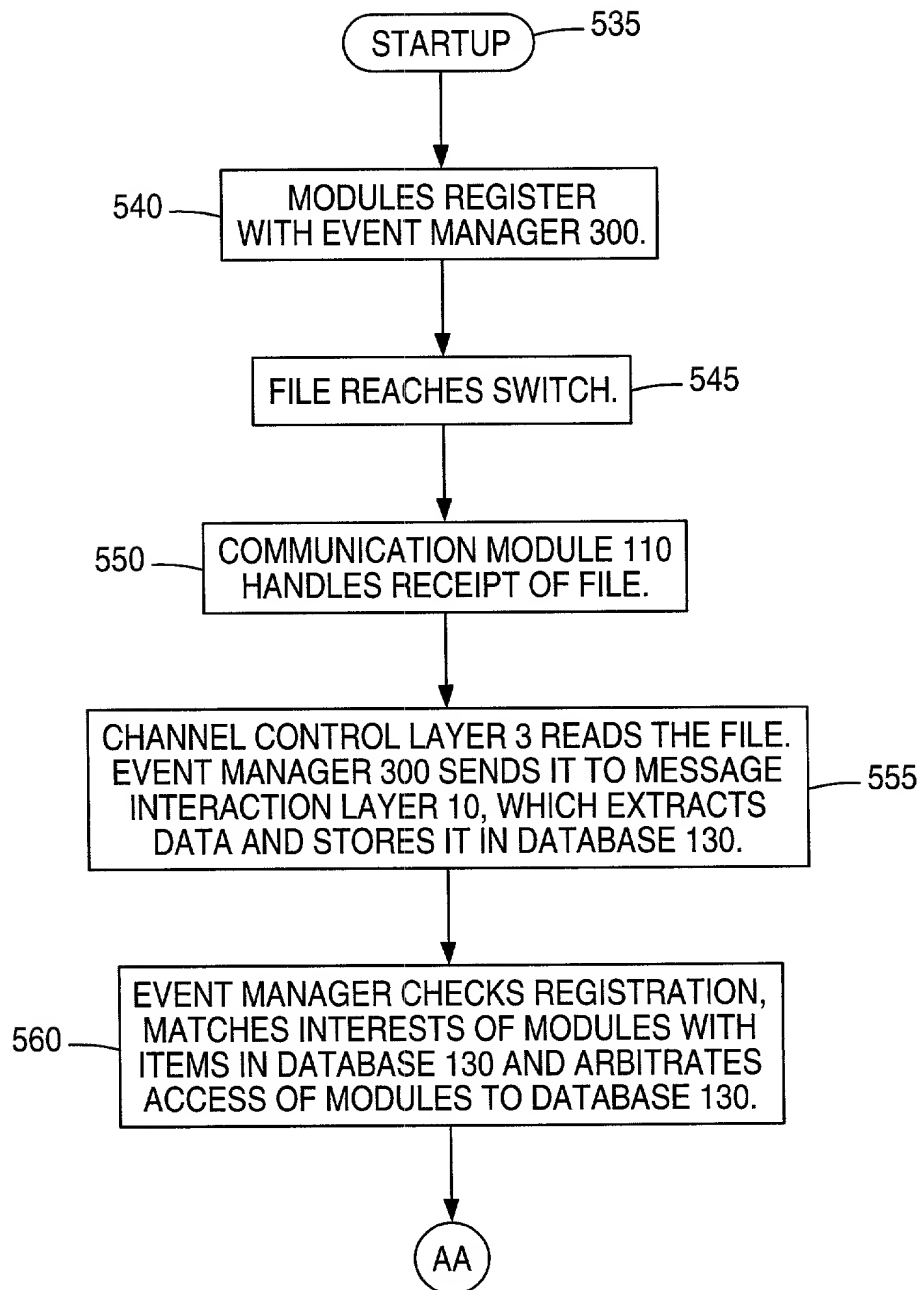 STARTUP
535
540
MODULES REGISTER
WITH EVENT MANAGER 300.
FILE REACHES SWITCH.
545
550
COMMUNICATION MODULE 110
HANDLES RECEIPT OF FILE.
CHANNEL CONTROL LAYER 3 READS THE FILE.
EVENT MANAGER 300 SENDS IT TO MESSAGE
INTERACTION LAYER 10, WHICH EXTRACTS
DATA AND STORES IT IN DATABASE 130.
555
560
EVENT MANAGER CHECKS REGISTRATION,
MATCHES INTERESTS OF MODULES WITH
ITEMS IN DATABASE 130 AND ARBITRATES
ACCESS OF MODULES TO DATABASE 130.
AA